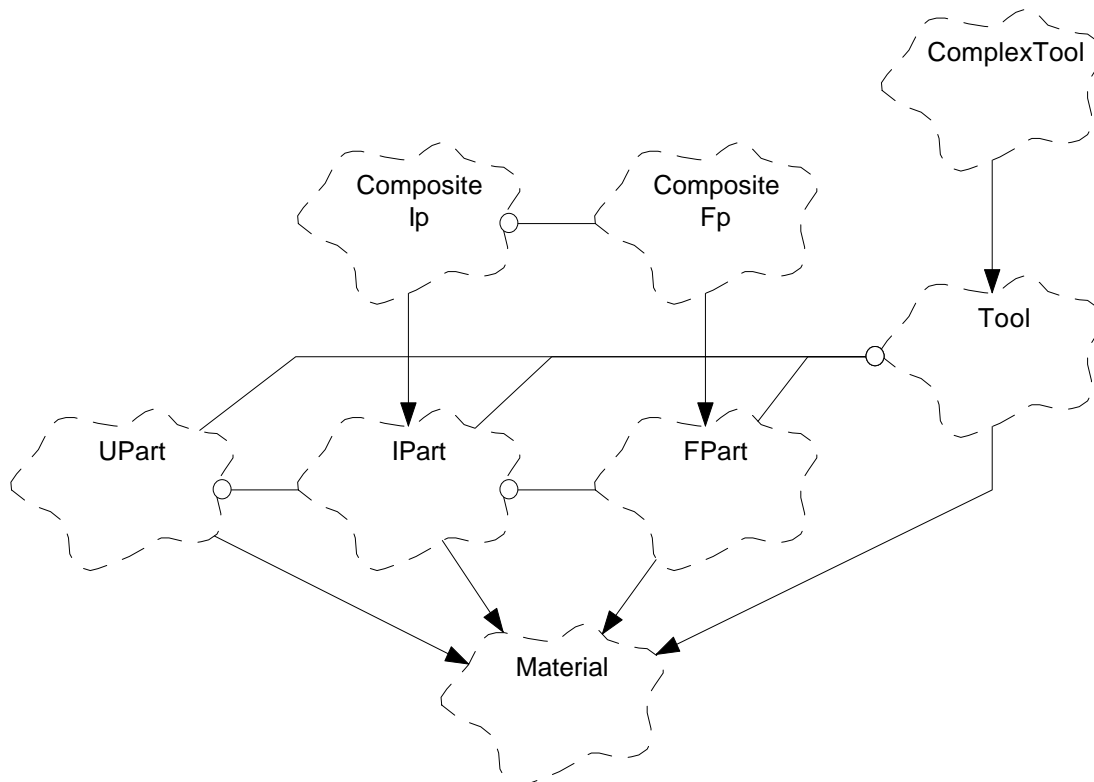 ComplexTool
Composite
Ip
Composite
Fp
Tool
UPart
IPart
FPart
Material